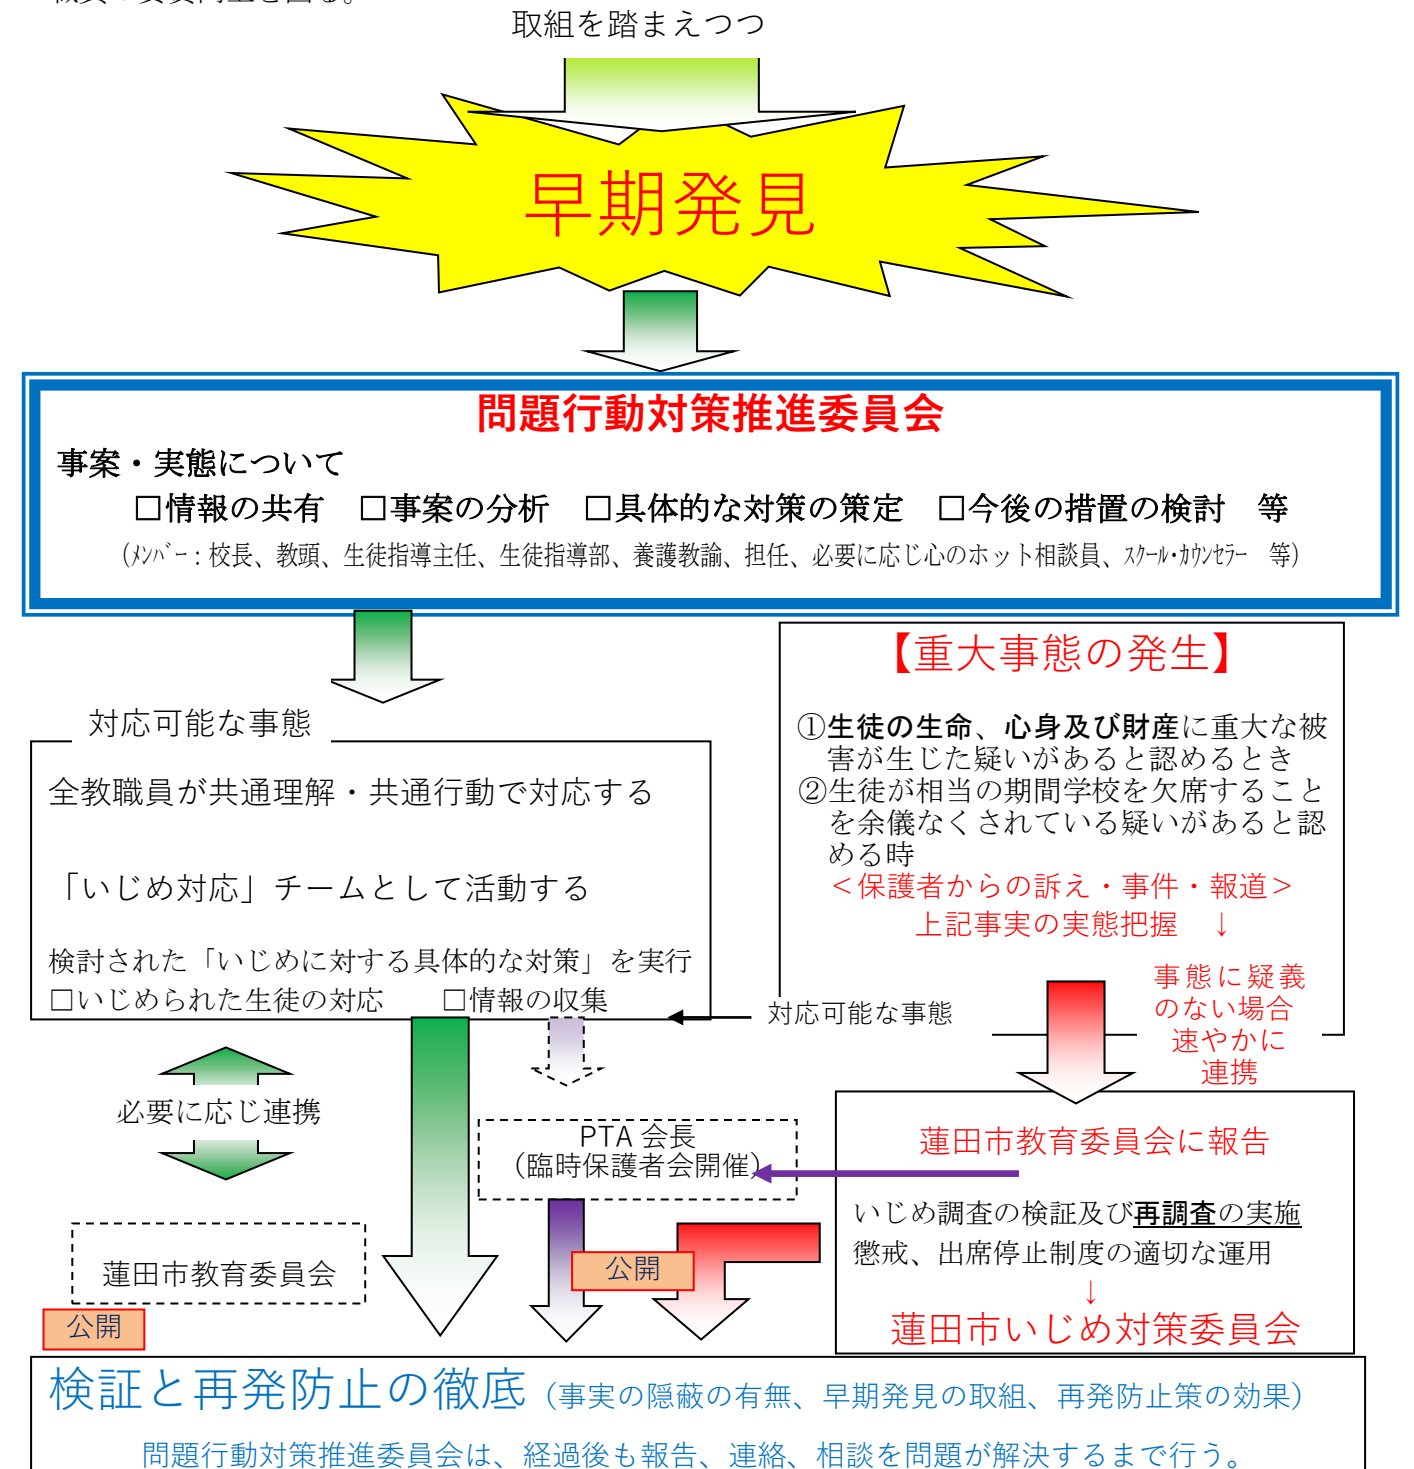 取組を踏まえつつ
早期発見
問題行動対策推進委員会
事案・実態について
□情報の共有　□事案の分析　□具体的な対策の策定　□今後の措置の検討　等
（ﾒﾝﾊﾞｰ：校長、教頭、生徒指導主任、生徒指導部、養護教諭、担任、必要に応じ心のホット相談員、ｽｸｰﾙ・ｶｳﾝｾﾗｰ　等）
対応可能な事態
全教職員が共通理解・共通行動で対応する
「いじめ対応」チームとして活動する
検討された「いじめに対する具体的な対策」を実行
□いじめられた生徒の対応　　□情報の収集
【重大事態の発生】
①生徒の生命、心身及び財産に重大な被
害が生じた疑いがあると認めるとき
②生徒が相当の期間学校を欠席すること
を余儀なくされている疑いがあると認
める時
＜保護者からの訴え・事件・報道＞
上記事実の実態把握　↓
対応可能な事態
事態に疑義
のない場合
速やかに
連携
必要に応じ連携
PTA 会長
（臨時保護者会開催）
蓮田市教育委員会
公開
公開
蓮田市教育委員会に報告
いじめ調査の検証及び再調査の実施
懲戒、出席停止制度の適切な運用
↓
蓮田市いじめ対策委員会
検証と再発防止の徹底（事実の隠蔽の有無、早期発見の取組、再発防止策の効果）
問題行動対策推進委員会は、経過後も報告、連絡、相談を問題が解決するまで行う。